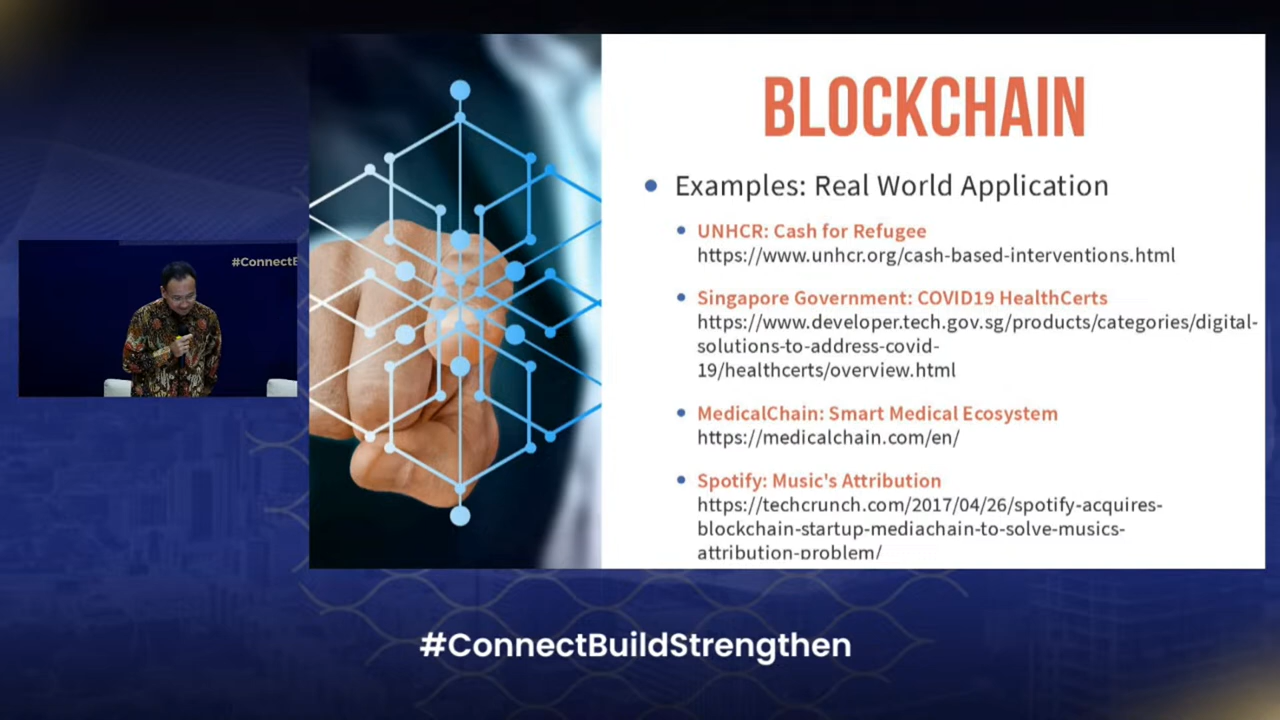 BLOCKCHAIN
Examples: Real World Application
UNHCR: Cash for Refugee
https://www.unhcr.org/cash-based-interventions.html
Singapore Government: COVID19 HealthCerts
https://www.developer.tech.gov.sg/products/categories/digital-
solutions-to-address-covid-
19/healthcerts/overview.html
MedicalChain: Smart Medical Ecosystem
https://medicalchain.com/en/
Spotify: Music's Attribution
https://techcrunch.com/2017/04/26/spotify-acquires-
blockchain-startup-mediachain-to-solve-musics-
attribution-problem/
#ConnectB
#ConnectBuildStrengthen